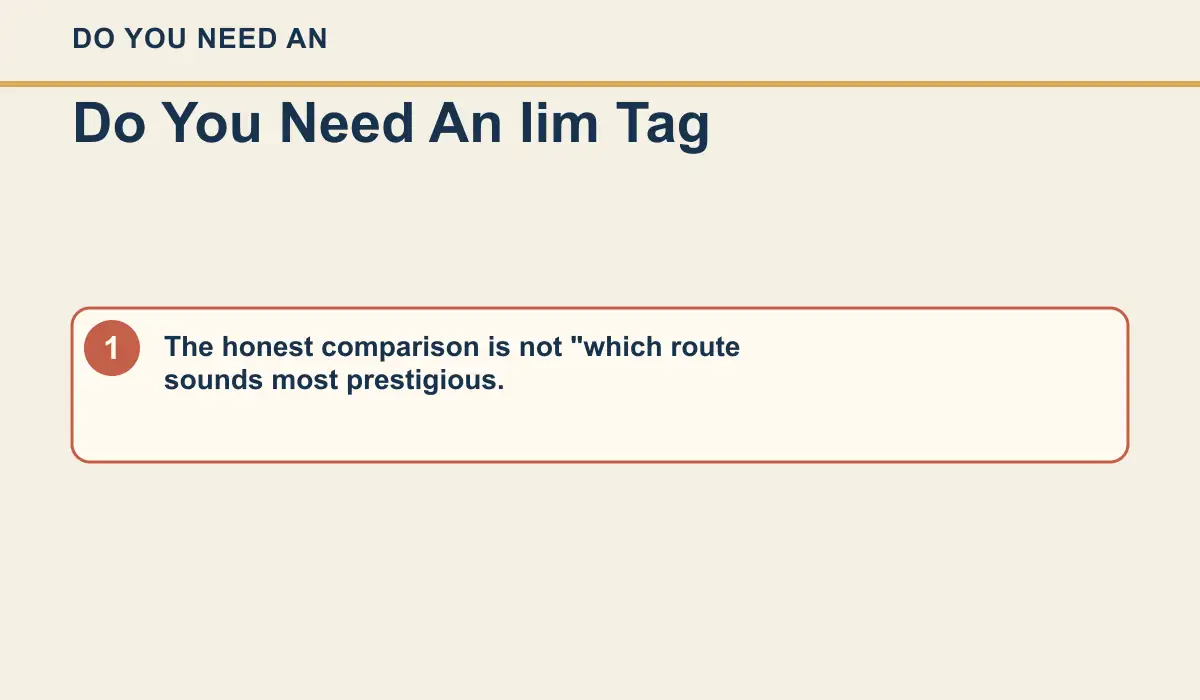 DO YOU NEED AN
Do You Need An Iim Tag
1
The honest comparison is not "which route
sounds most prestigious.